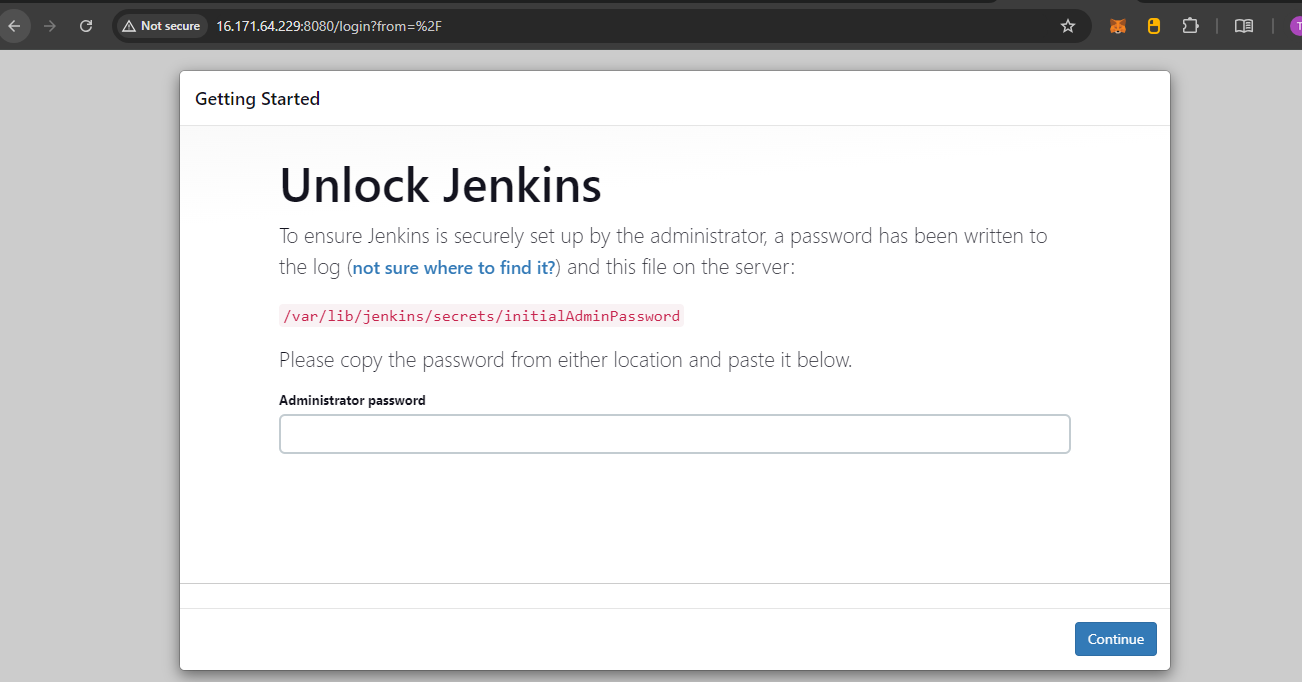 Not secure 16.171.64.229:8080/login?from=%2F
T
Getting Started
Unlock Jenkins
To ensure Jenkins is securely set up by the administrator, a password has been written to
the log (not sure where to find it?) and this file on the server:
/var/lib/jenkins/secrets/initialAdminPassword
Please copy the password from either location and paste it below.
Administrator password
Continue